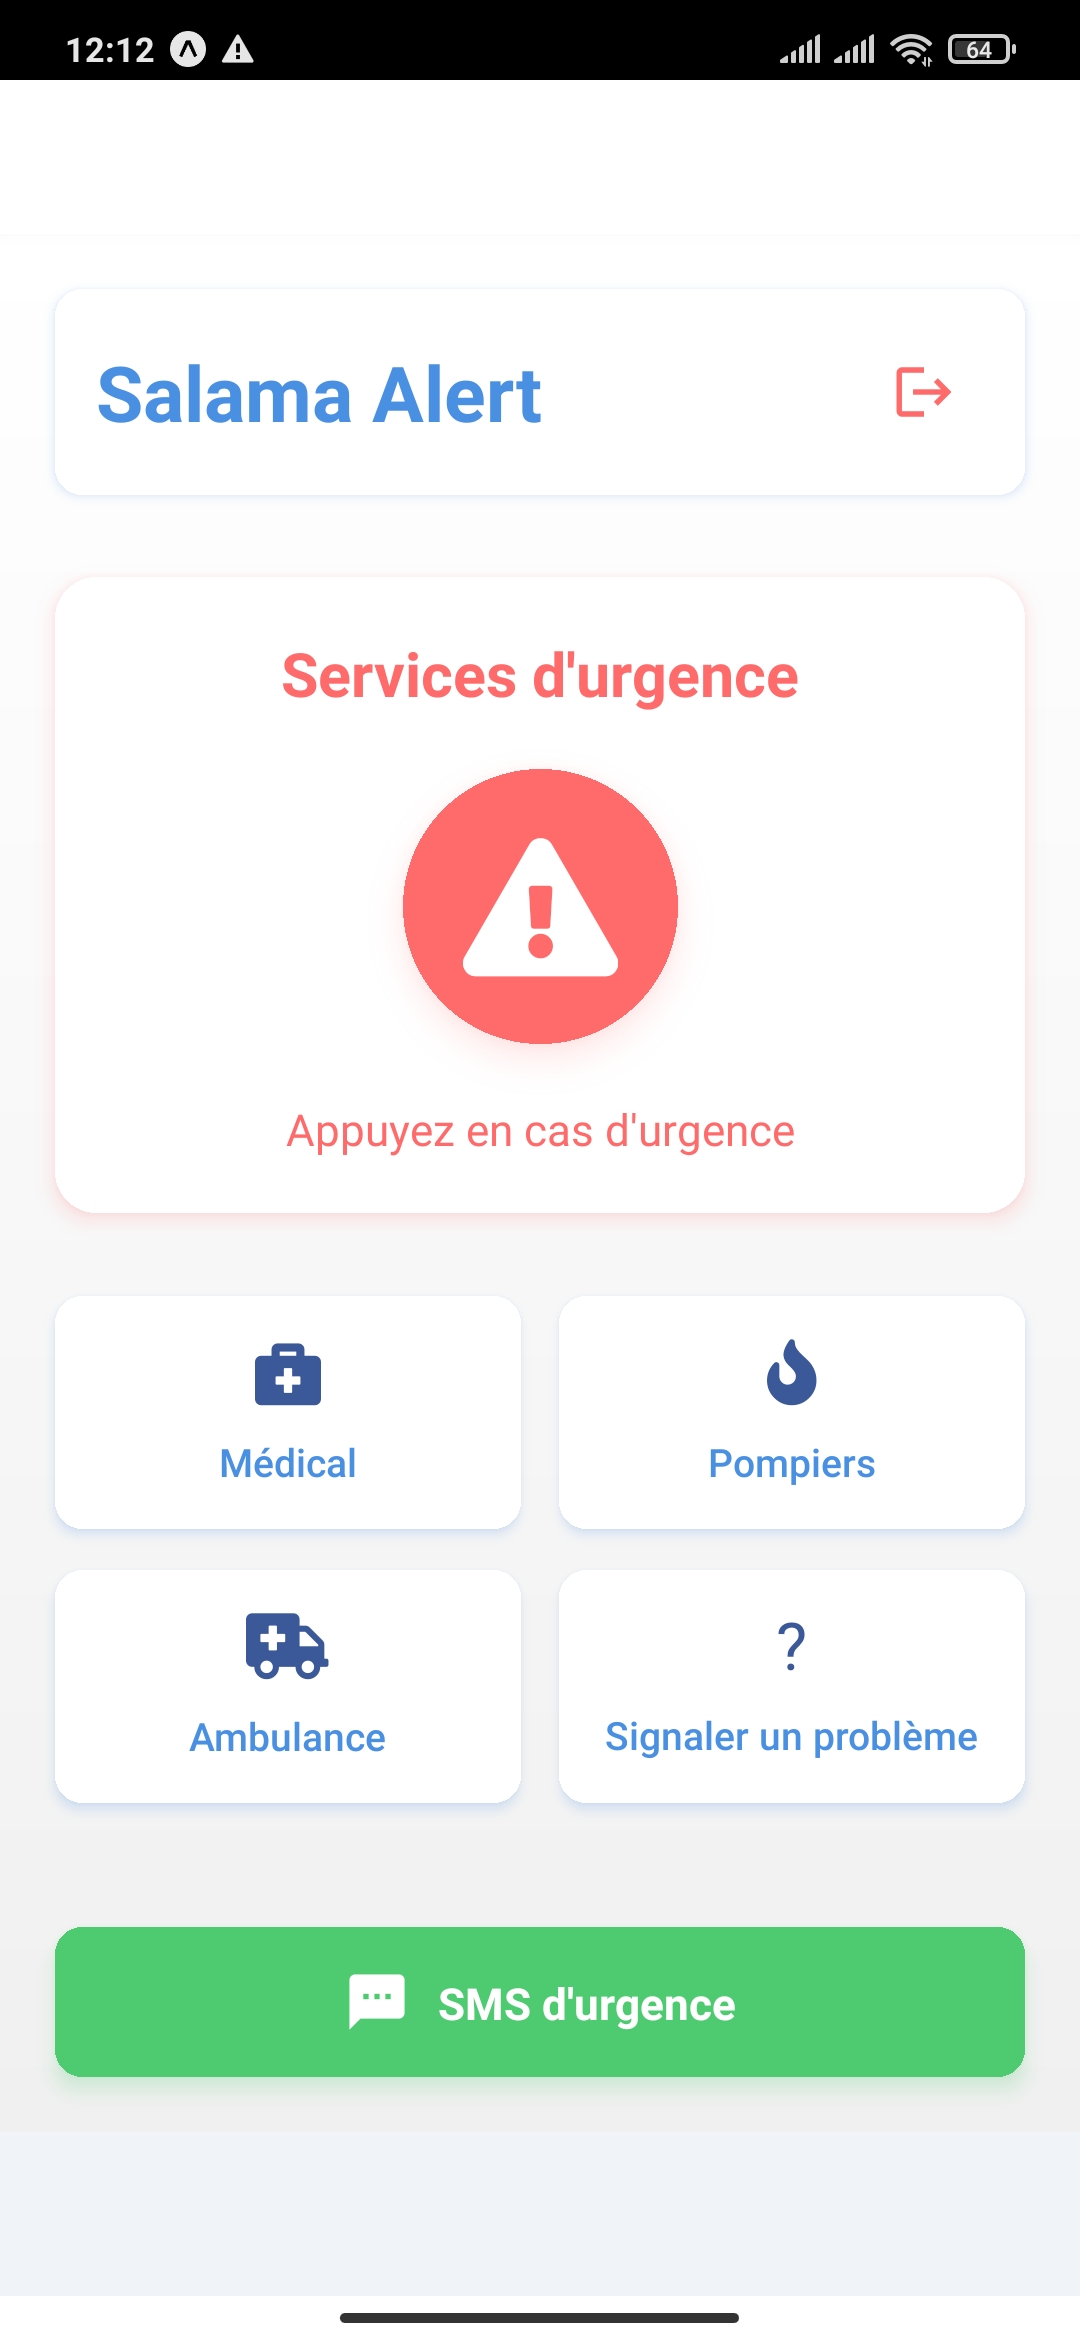 12:12
64
Salama Alert
Services d'urgence
Appuyez en cas d'urgence
Médical
Pompiers
Ambulance
?
Signaler un problème
SMS d'urgence